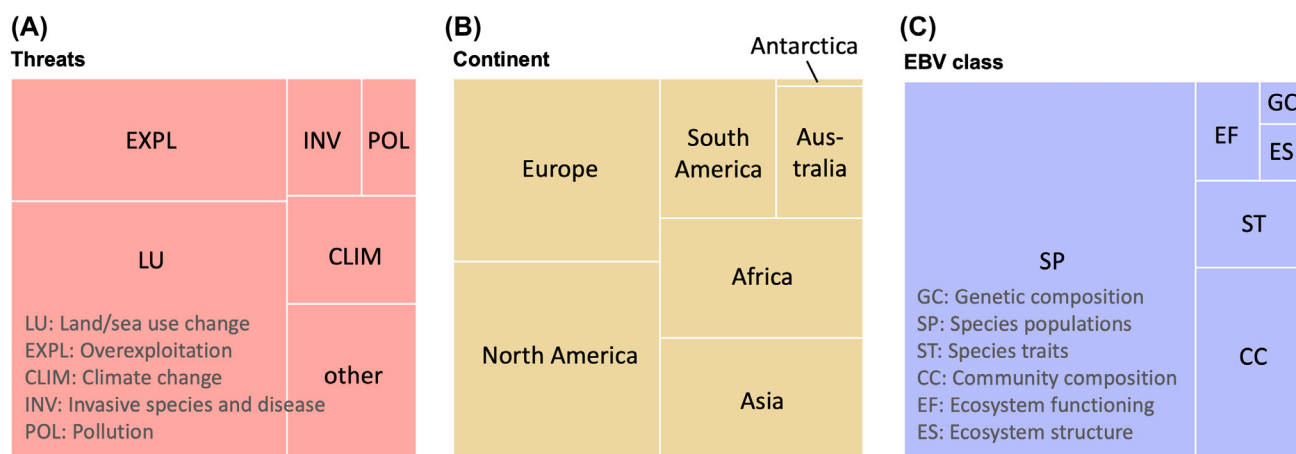 (A)
Threats
EXPL
INV
POL
LU
CLIM
other
LU: Land/sea use change
EXPL: Overexploitation
CLIM: Climate change
INV: Invasive species and disease
POL: Pollution
(B)
Continent
Antarctica
Europe
South
America
Aus-
tralia
Africa
North America
Asia
(C)
EBV class
GC
EF
ES
ST
SP
CC
GC: Genetic composition
SP: Species populations
ST: Species traits
CC: Community composition
EF: Ecosystem functioning
ES: Ecosystem structure